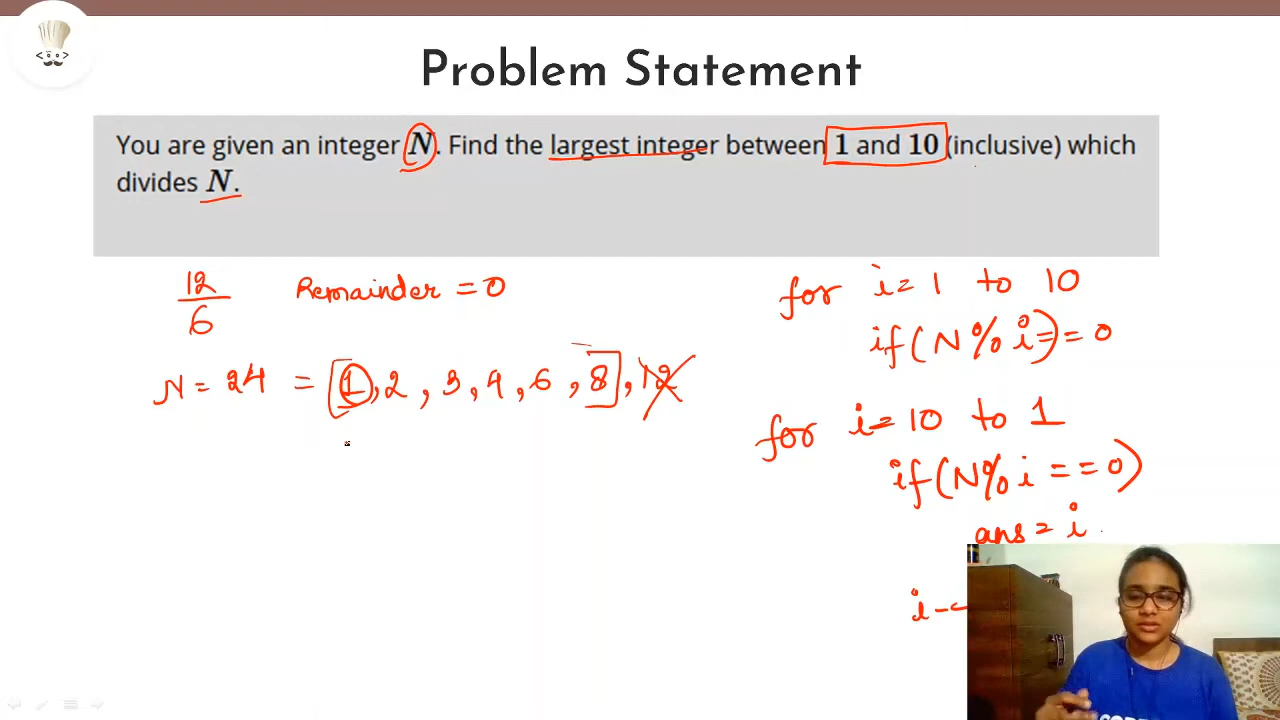 Problem Statement
You are given an integer N. Find the largest integer between 1 and 10 (inclusive) which
divides N.
12
6
Remainder = 0
N = 24 = [1, 2, 3, 4, 6, 8], 12
for i= 1 to 10
if (N % i == 0
for i= 10 to 1
if (N% i == 0)
ans = i
i--